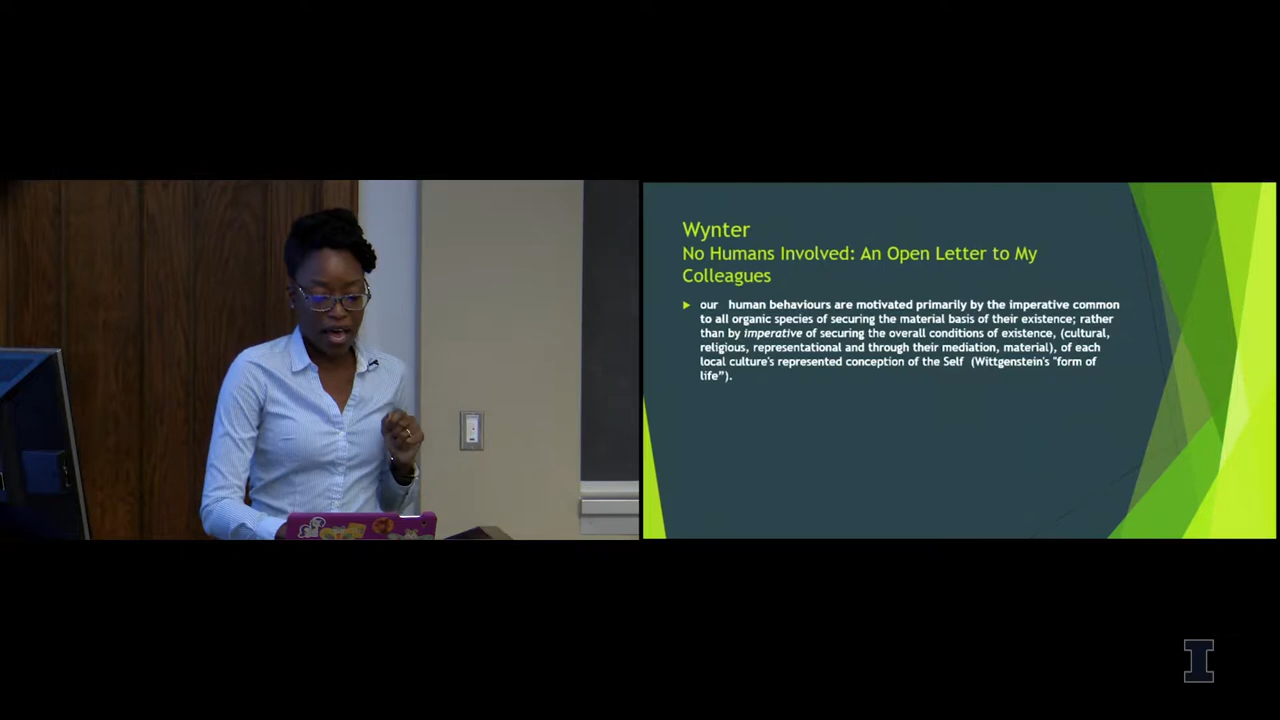 Wynter
No Humans Involved: An Open Letter to My
Colleagues
our human behaviours are motivated primarily by the imperative common
to all organic species of securing the material basis of their existence; rather
than by imperative of securing the overall conditions of existence, (cultural,
religious, representational and through their mediation, material), of each
local culture's represented conception of the Self (Wittgenstein's "form of
life”).
I